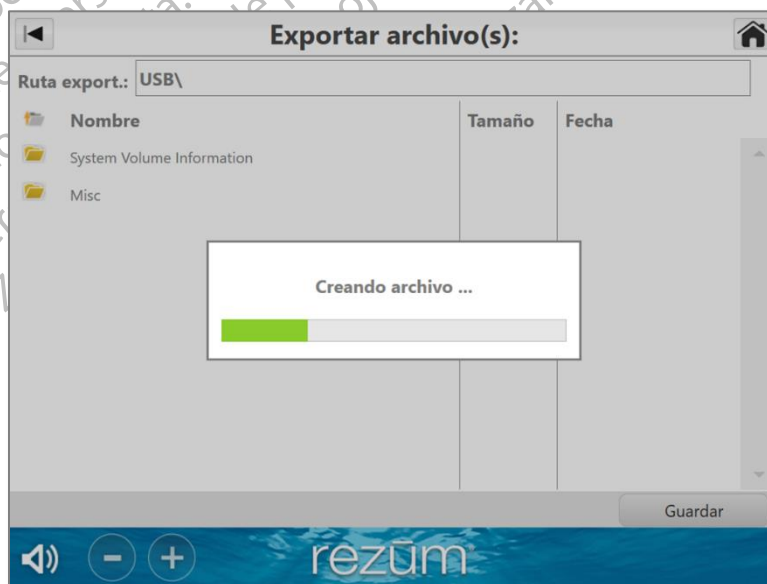 Exportar archivo(s):
Ruta export.: USB\
Nombre Tamaño Fecha
System Volume Information
Misc
Creando archivo ...
Guardar
rezūm